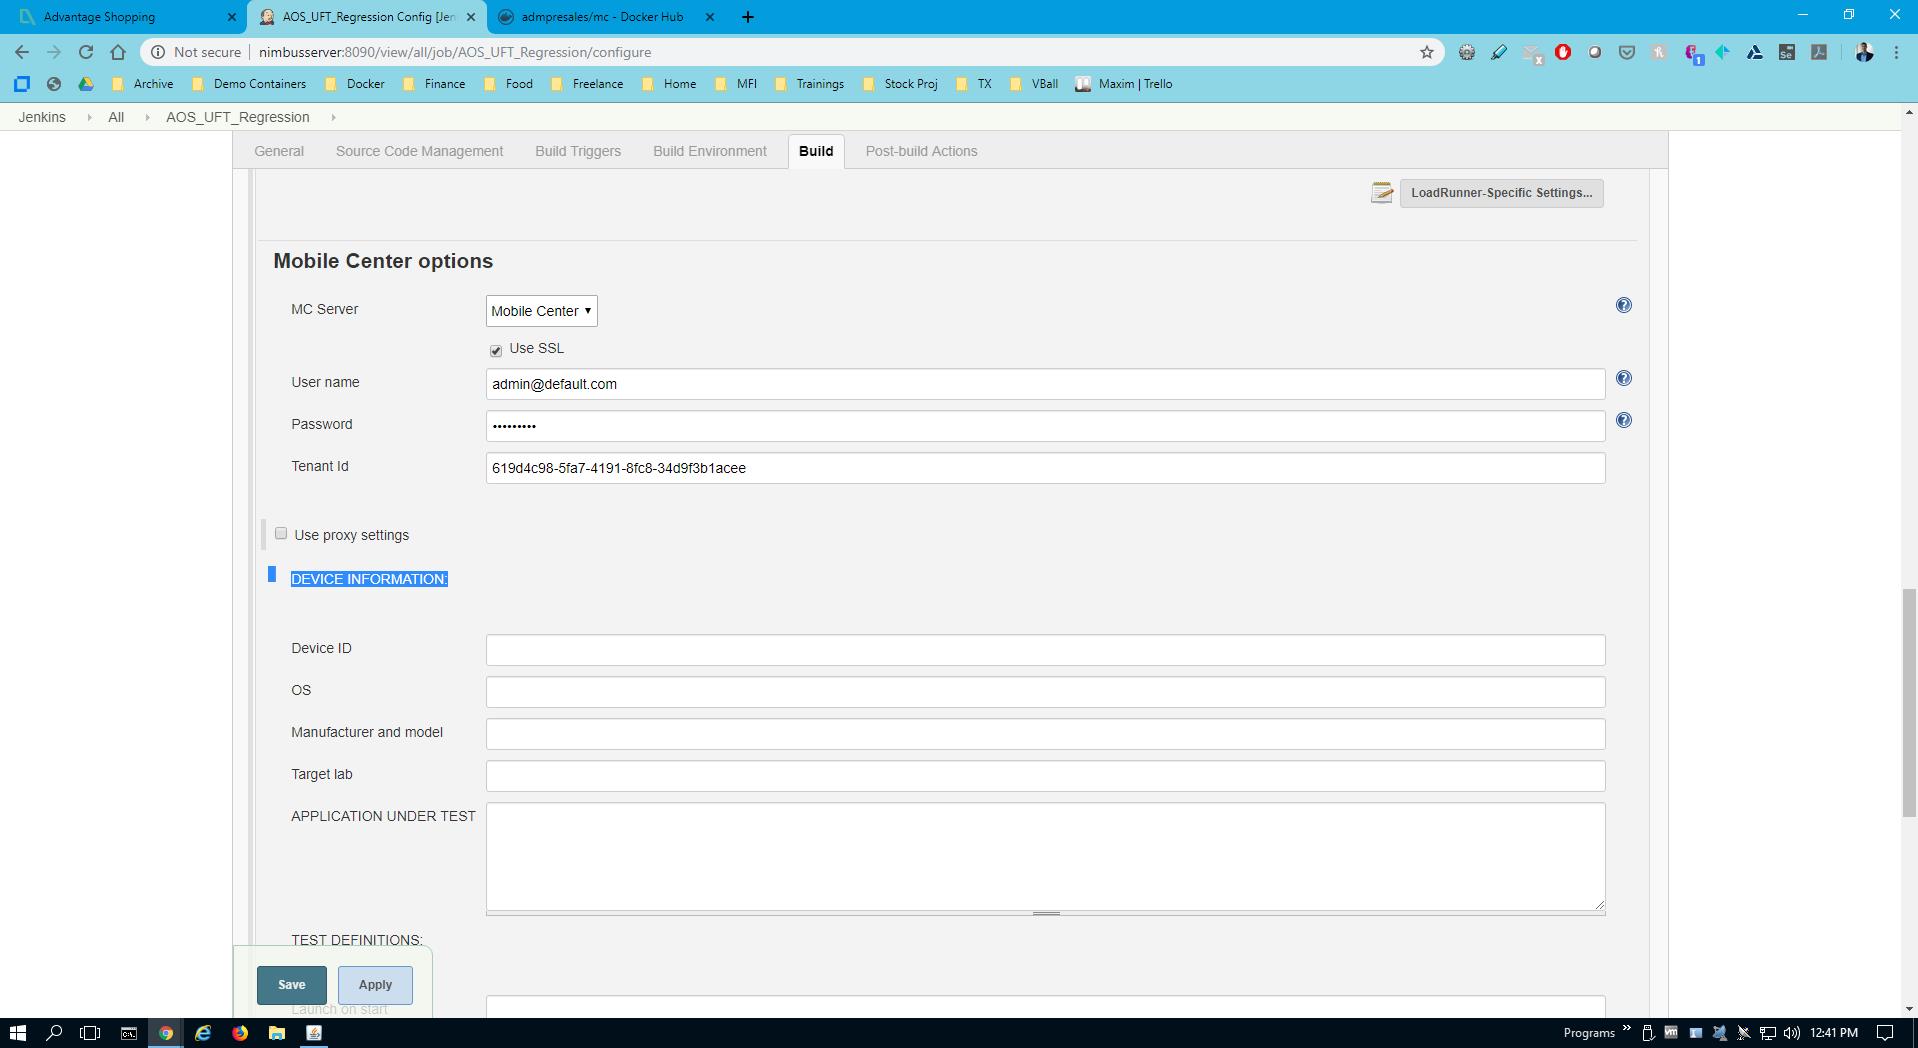 Advantage Shopping
AOS_UFT_Regression Config [Jen
admpresales/mc - Docker Hub
Not secure
nimbusserver:8090/view/all/job/AOS_UFT_Regression/configure
Archive
Demo Containers
Docker
Finance
Food
Freelance
Home
MFI
Trainings
Stock Proj
TX
VBall
Maxim | Trello
Jenkins
All
AOS_UFT_Regression
General
Source Code Management
Build Triggers
Build Environment
Build
Post-build Actions
LoadRunner-Specific Settings...
Mobile Center options
MC Server
Mobile Center
Use SSL
User name
admin@default.com
Password
•••••••••
Tenant Id
619d4c98-5fa7-4191-8fc8-34d9f3b1acee
Use proxy settings
DEVICE INFORMATION:
Device ID
OS
Manufacturer and model
Target lab
APPLICATION UNDER TEST
TEST DEFINITIONS:
Save
Apply
Launch on start
Programs
12:41 PM